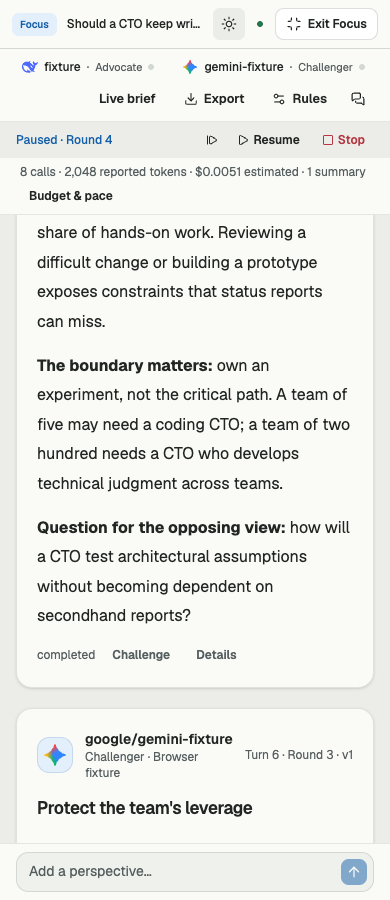 Focus Should a CTO keep wri... Exit Focus
fixture · Advocate gemini-fixture · Challenger
Live brief Export Rules
Paused · Round 4 Resume Stop
8 calls · 2,048 reported tokens · $0.0051 estimated · 1 summary
Budget & pace
share of hands-on work. Reviewing a
difficult change or building a prototype
exposes constraints that status reports
can miss.
The boundary matters: own an
experiment, not the critical path. A team of
five may need a coding CTO; a team of two
hundred needs a CTO who develops
technical judgment across teams.
Question for the opposing view: how will
a CTO test architectural assumptions
without becoming dependent on
secondhand reports?
completed Challenge Details
google/gemini-fixture
Challenger · Browser
fixture
Turn 6 · Round 3 · v1
Protect the team's leverage
Add a perspective...